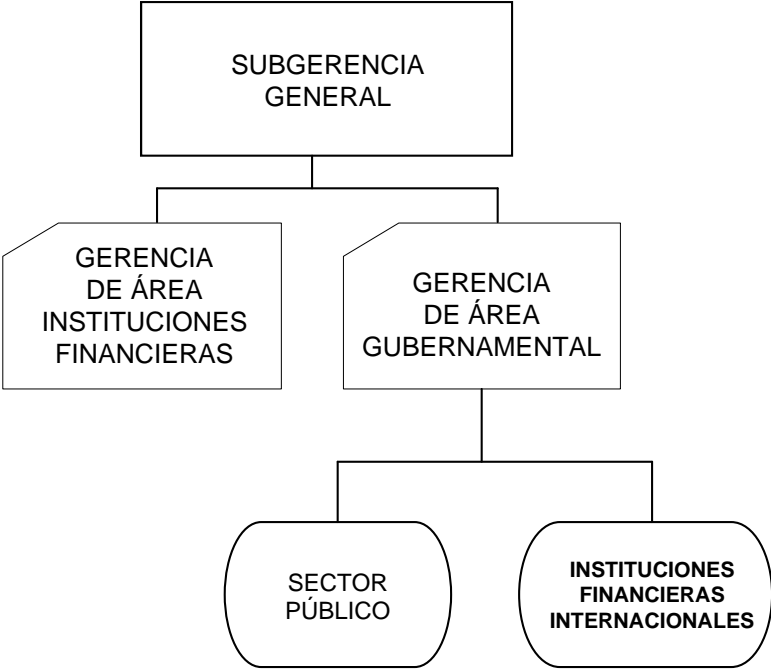 SUBGERENCIA
GENERAL
GERENCIA
DE ÁREA
INSTITUCIONES
FINANCIERAS
GERENCIA
DE ÁREA
GUBERNAMENTAL
SECTOR
PÚBLICO
INSTITUCIONES
FINANCIERAS
INTERNACIONALES